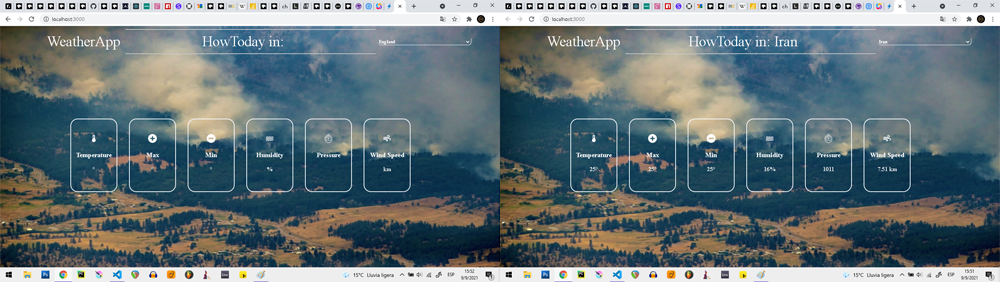 localhost:3000
WeatherApp
HowToday in:
England
Temperature
Max
Min
Humidity
Pressure
Wind Speed
°
°
°
%
km
15°C Lluvia ligera
ESP
15:52
9/9/2021
localhost:3000
WeatherApp
HowToday in: Iran
Iran
Temperature
Max
Min
Humidity
Pressure
Wind Speed
25°
25°
25°
16%
1011
7.51 km
15°C Lluvia ligera
ESP
15:51
9/9/2021